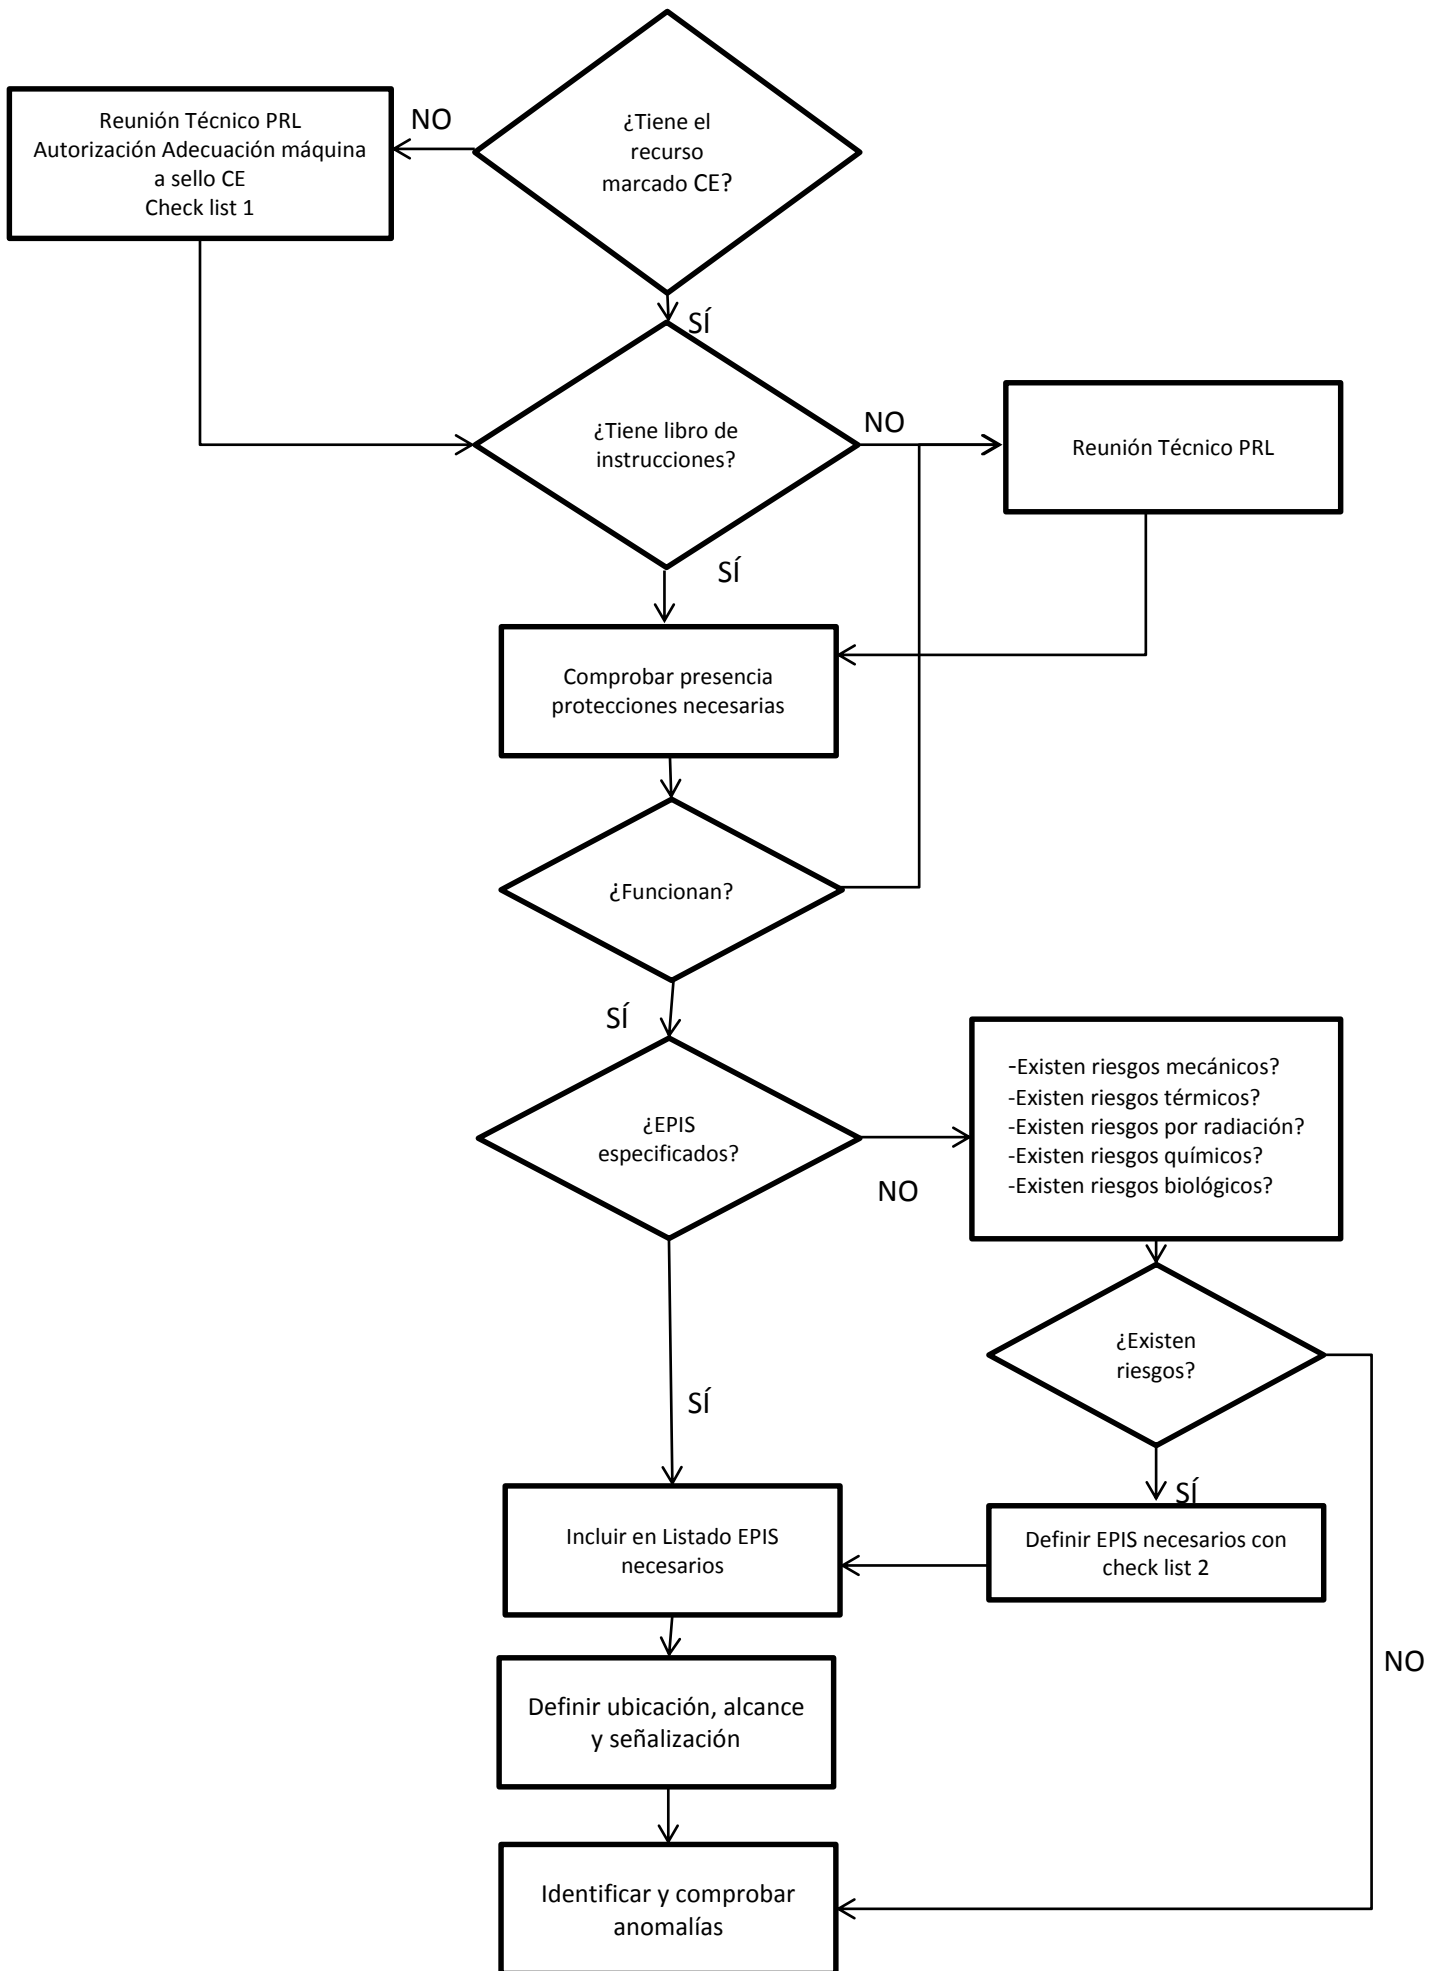 ¿Tiene el
recurso
marcado CE?
NO
Reunión Técnico PRL
Autorización Adecuación máquina
a sello CE
Check list 1
SÍ
¿Tiene libro de
instrucciones?
NO
Reunión Técnico PRL
SÍ
Comprobar presencia
protecciones necesarias
¿Funcionan?
SÍ
¿EPIS
especificados?
NO
-Existen riesgos mecánicos?
-Existen riesgos térmicos?
-Existen riesgos por radiación?
-Existen riesgos químicos?
-Existen riesgos biológicos?
¿Existen
riesgos?
SÍ
SÍ
Incluir en Listado EPIS
necesarios
Definir EPIS necesarios con
check list 2
NO
Definir ubicación, alcance
y señalización
Identificar y comprobar
anomalías